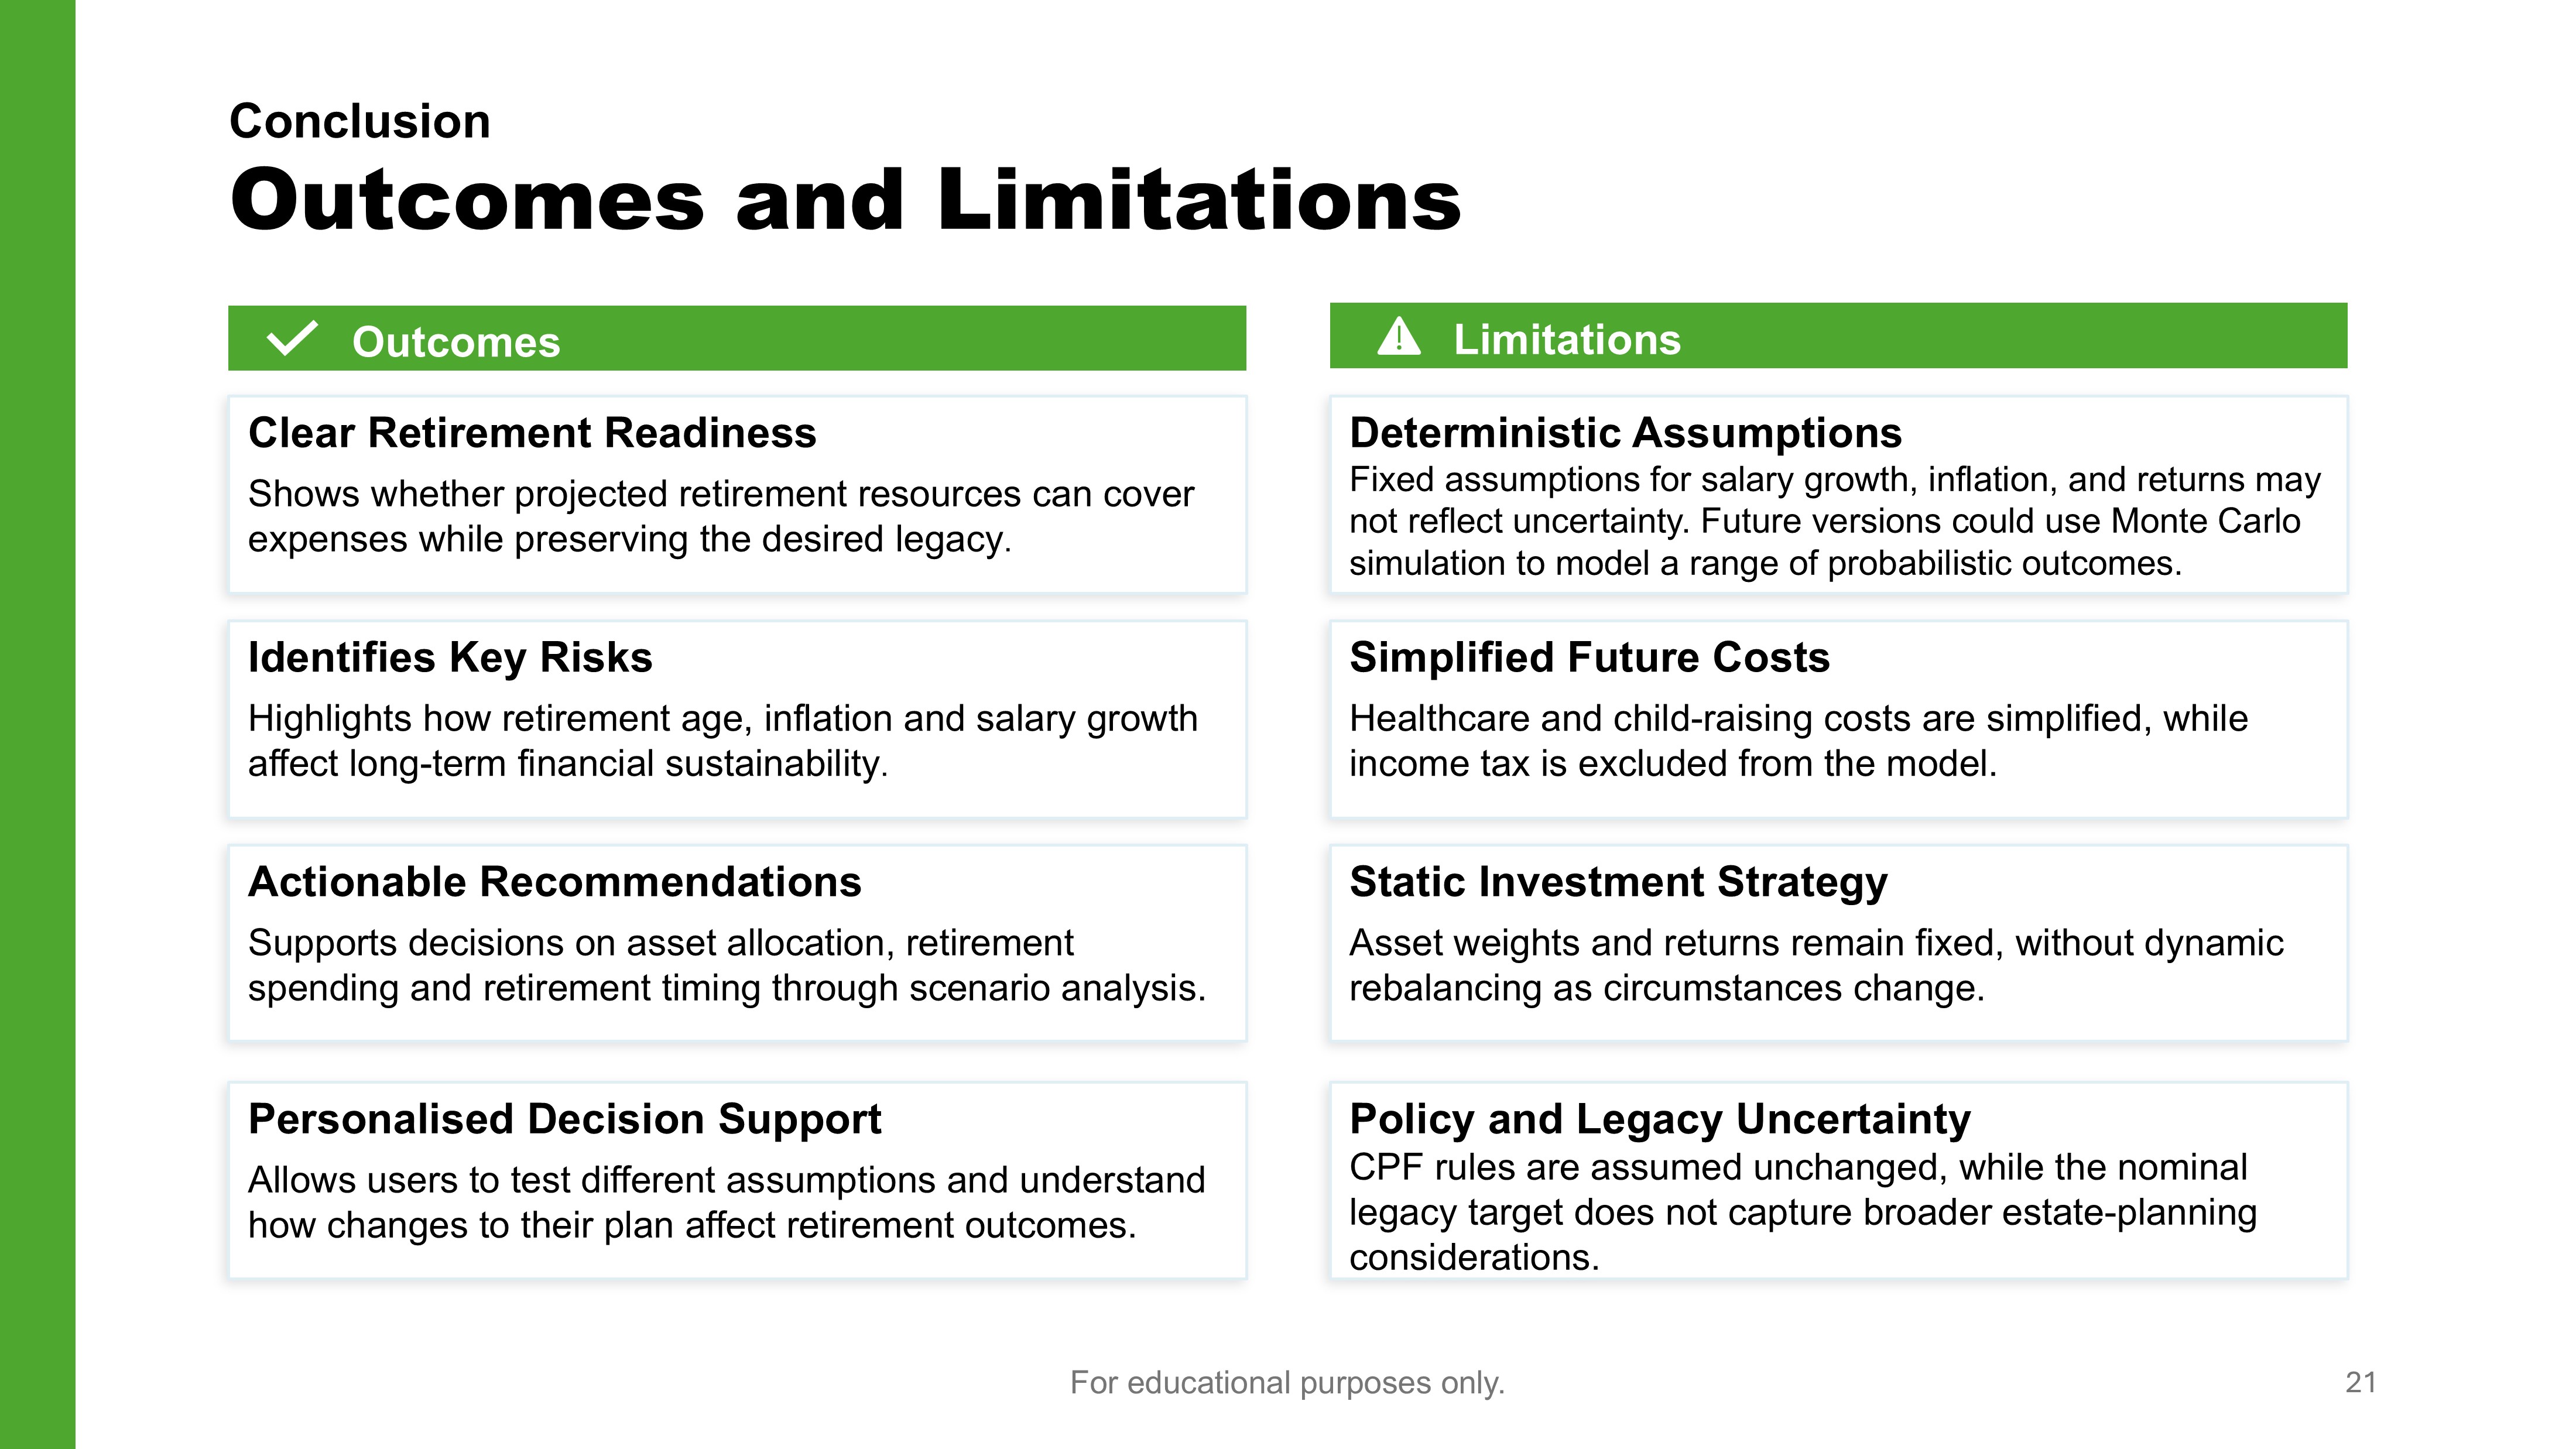 Conclusion
Outcomes and Limitations
Outcomes
Clear Retirement Readiness
Shows whether projected retirement resources can cover
expenses while preserving the desired legacy.
Identifies Key Risks
Highlights how retirement age, inflation and salary growth
affect long-term financial sustainability.
Actionable Recommendations
Supports decisions on asset allocation, retirement
spending and retirement timing through scenario analysis.
Personalised Decision Support
Allows users to test different assumptions and understand
how changes to their plan affect retirement outcomes.
Limitations
Deterministic Assumptions
Fixed assumptions for salary growth, inflation, and returns may
not reflect uncertainty. Future versions could use Monte Carlo
simulation to model a range of probabilistic outcomes.
Simplified Future Costs
Healthcare and child-raising costs are simplified, while
income tax is excluded from the model.
Static Investment Strategy
Asset weights and returns remain fixed, without dynamic
rebalancing as circumstances change.
Policy and Legacy Uncertainty
CPF rules are assumed unchanged, while the nominal
legacy target does not capture broader estate-planning
considerations.
For educational purposes only.
21